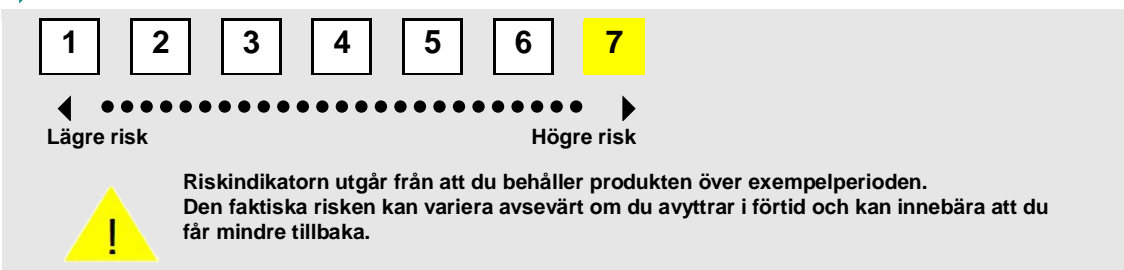 1 2 3 4 5 6 7
Lägre risk Högre risk
Riskindikatorn utgår från att du behåller produkten över exempelperioden.
Den faktiska risken kan variera avsevärt om du avyttrar i förtid och kan innebära att du
får mindre tillbaka.
!